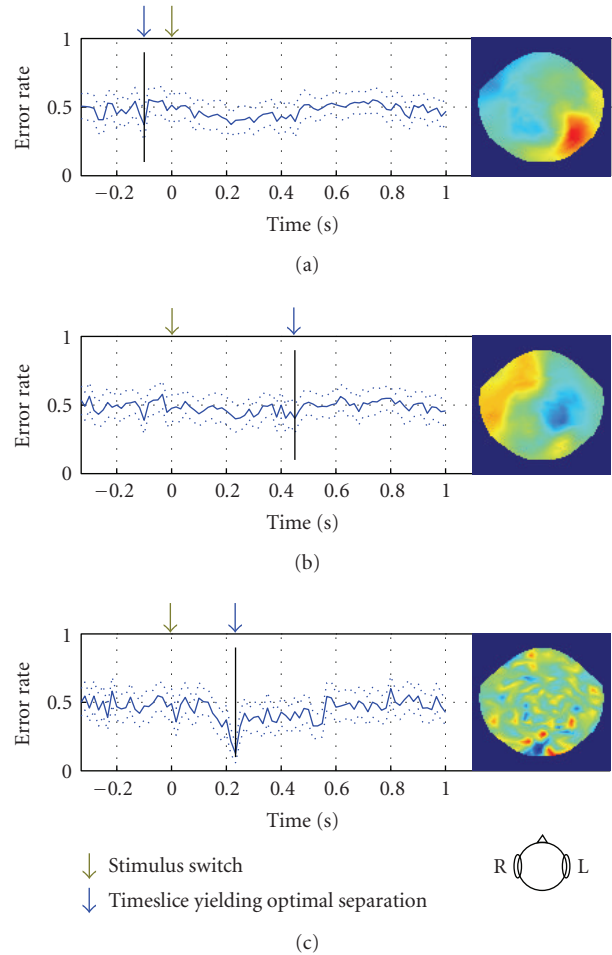 1
0.5
0
Error rate
−0.2 0 0.2 0.4 0.6 0.8 1
Time (s)
(a)
1
0.5
0
Error rate
−0.2 0 0.2 0.4 0.6 0.8 1
Time (s)
(b)
1
0.5
0
Error rate
−0.2 0 0.2 0.4 0.6 0.8 1
Time (s)
Stimulus switch
Timeslice yielding optimal separation
R L
(c)